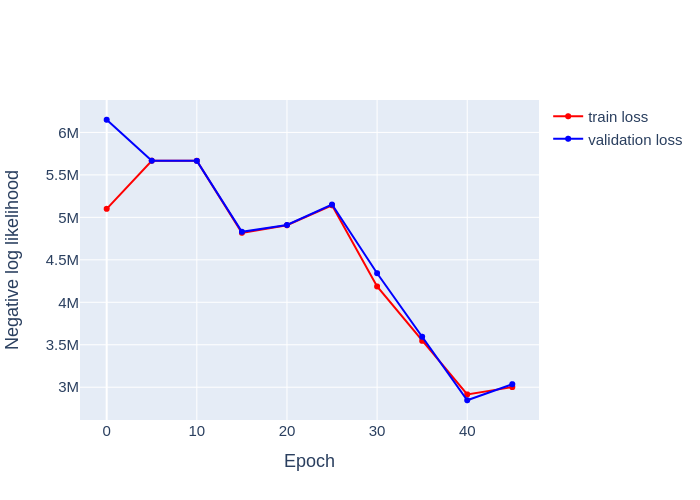 train loss
validation loss
6M
5.5M
5M
4.5M
4M
3.5M
3M
Negative log likelihood
0
10
20
30
40
Epoch